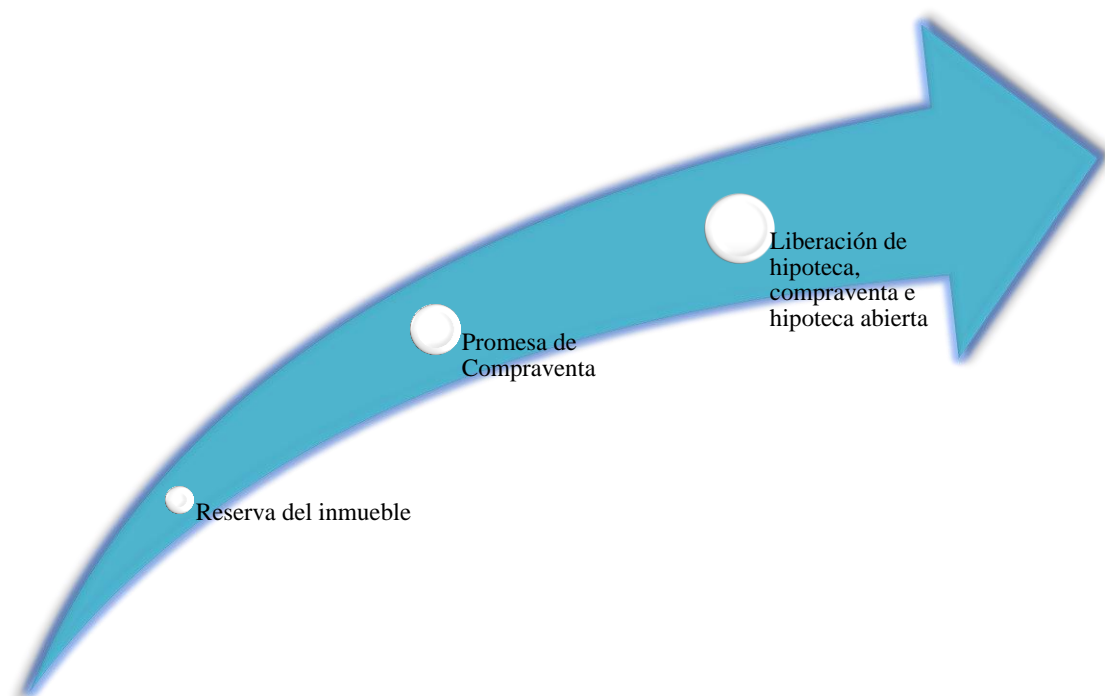 Reserva del inmueble
Promesa de
Compraventa
Liberación de
hipoteca,
compraventa e
hipoteca abierta